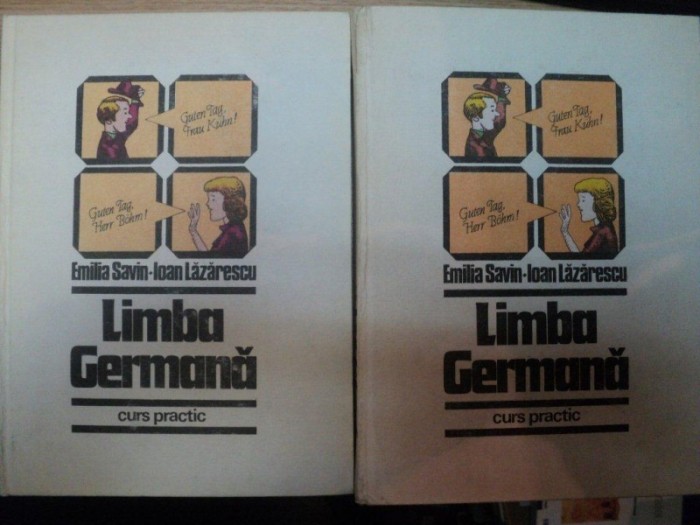 Guten Tag,
Frau Kuhn!
Guten Tag,
Herr Böhm!
Emilia Savin-Ioan Lăzărescu
Limba
Germană
curs practic
Guten Tag,
Frau Kuhn!
Guten Tag,
Herr Böhm!
Emilia Savin-Ioan Lăzărescu
Limba
Germană
curs practic